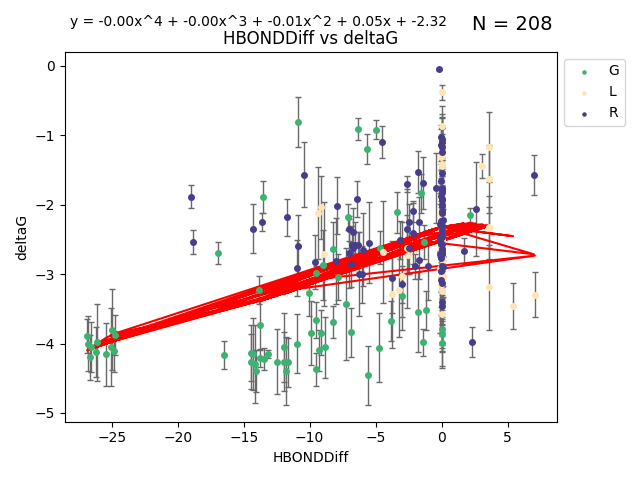 y = -0.00x^4 + -0.00x^3 + -0.01x^2 + 0.05x + -2.32
N = 208
HBONDDiff vs deltaG
G
L
R
deltaG
0
−1
−2
−3
−4
−5
−25 −20 −15 −10 −5 0 5
HBONDDiff